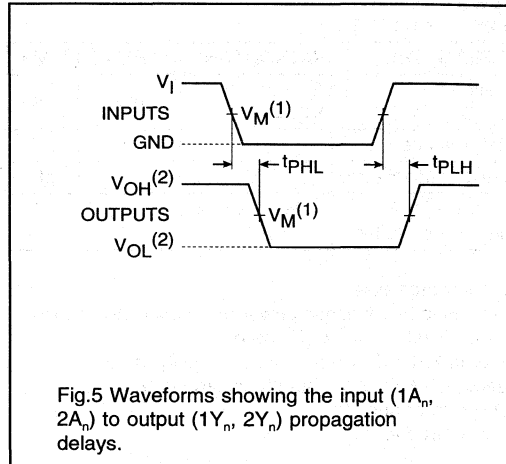 V_I
INPUTS V_M(1)
GND
t_PHL t_PLH
V_OH(2)
OUTPUTS V_M(1)
V_OL(2)
Fig.5 Waveforms showing the input (1A_n,
2A_n) to output (1Y_n, 2Y_n) propagation
delays.